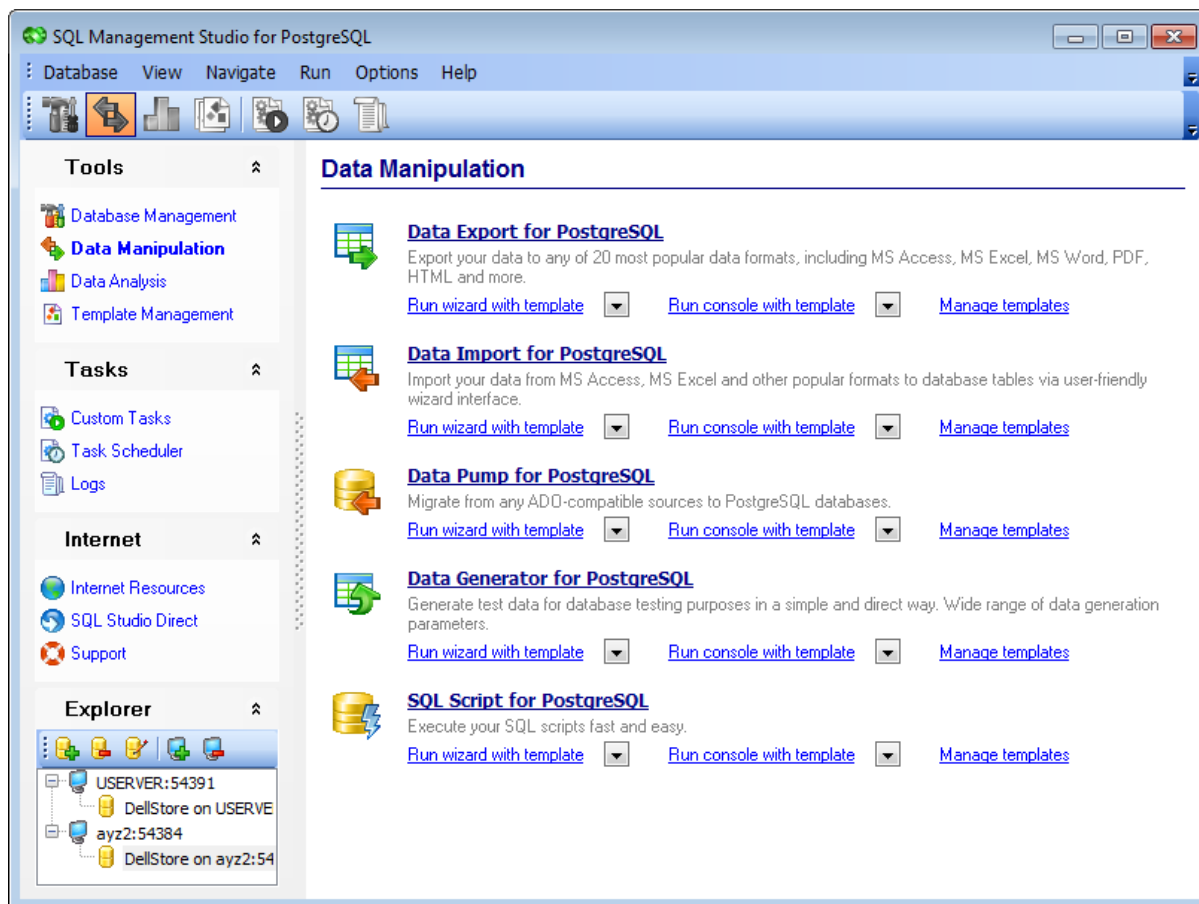 SQL Management Studio for PostgreSQL
Database View Navigate Run Options Help
Tools
Database Management
Data Manipulation
Data Analysis
Template Management
Tasks
Custom Tasks
Task Scheduler
Logs
Internet
Internet Resources
SQL Studio Direct
Support
Explorer
USERVER:54391
DellStore on USERVE
ayz2:54384
DellStore on ayz2:54
Data Manipulation
Data Export for PostgreSQL
Export your data to any of 20 most popular data formats, including MS Access, MS Excel, MS Word, PDF,
HTML and more.
Run wizard with template Run console with template Manage templates
Data Import for PostgreSQL
Import your data from MS Access, MS Excel and other popular formats to database tables via user-friendly
wizard interface.
Run wizard with template Run console with template Manage templates
Data Pump for PostgreSQL
Migrate from any ADO-compatible sources to PostgreSQL databases.
Run wizard with template Run console with template Manage templates
Data Generator for PostgreSQL
Generate test data for database testing purposes in a simple and direct way. Wide range of data generation
parameters.
Run wizard with template Run console with template Manage templates
SQL Script for PostgreSQL
Execute your SQL scripts fast and easy.
Run wizard with template Run console with template Manage templates